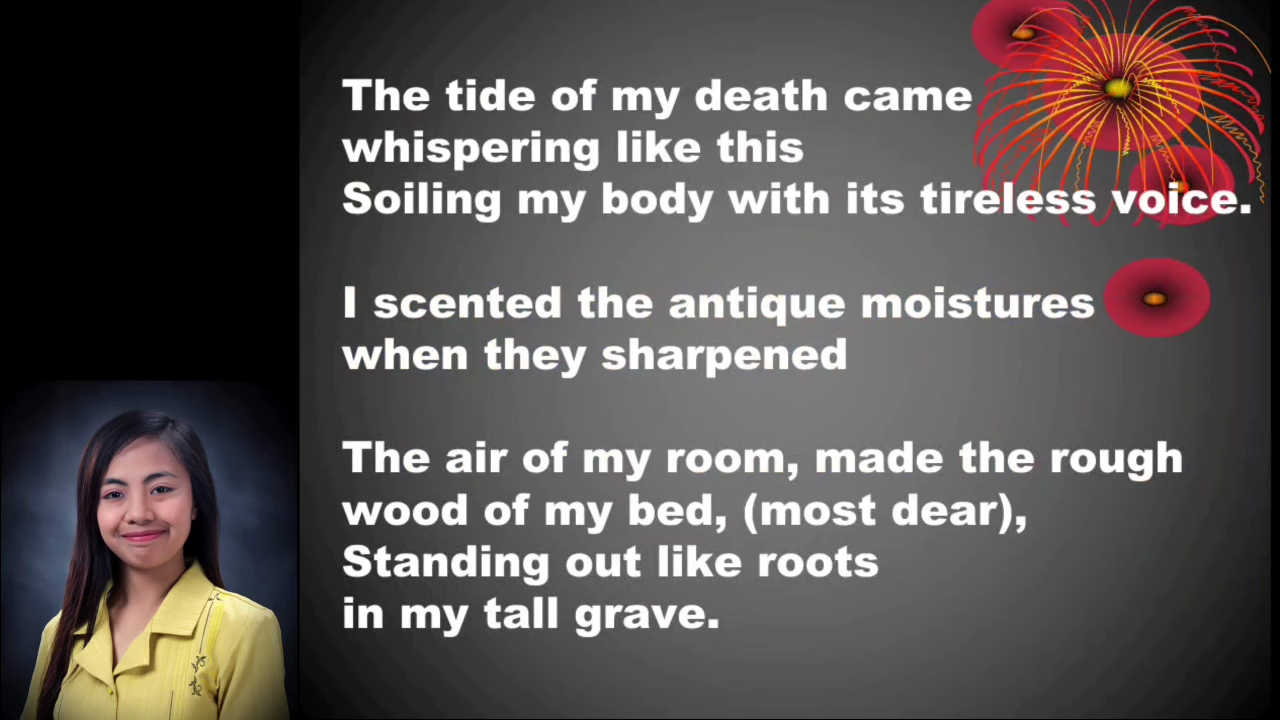 The tide of my death came
whispering like this
Soiling my body with its tireless voice.
I scented the antique moistures
when they sharpened
The air of my room, made the rough
wood of my bed, (most dear),
Standing out like roots
in my tall grave.